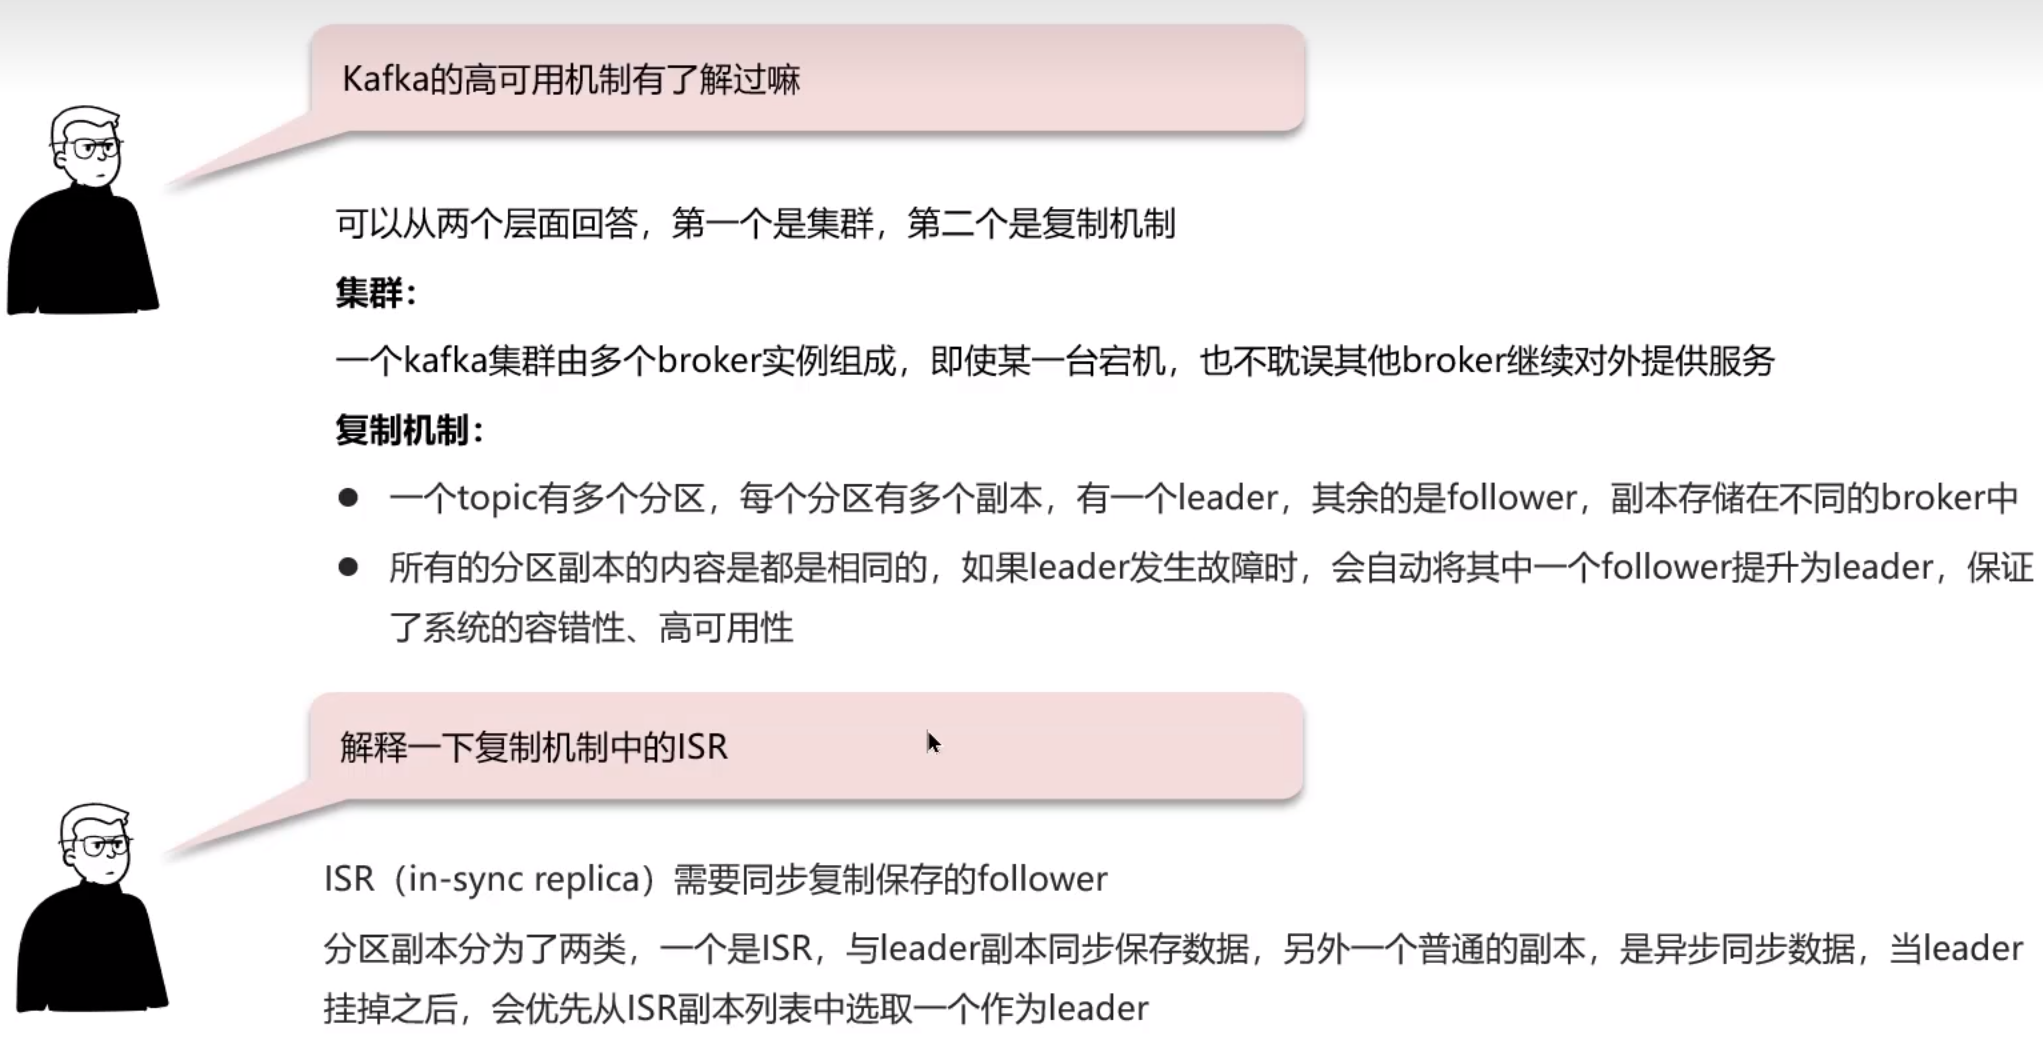 Kafka的高可用机制有了解过嘛
可以从两个层面回答，第一个是集群，第二个是复制机制
集群：
一个kafka集群由多个broker实例组成，即使某一台宕机，也不耽误其他broker继续对外提供服务
复制机制：
● 一个topic有多个分区，每个分区有多个副本，有一个leader，其余的是follower，副本存储在不同的broker中
● 所有的分区副本的内容是都是相同的，如果leader发生故障时，会自动将其中一个follower提升为leader，保证
了系统的容错性、高可用性
解释一下复制机制中的ISR
ISR（in-sync replica）需要同步复制保存的follower
分区副本分为了两类，一个是ISR，与leader副本同步保存数据，另外一个普通的副本，是异步同步数据，当leader
挂掉之后，会优先从ISR副本列表中选取一个作为leader